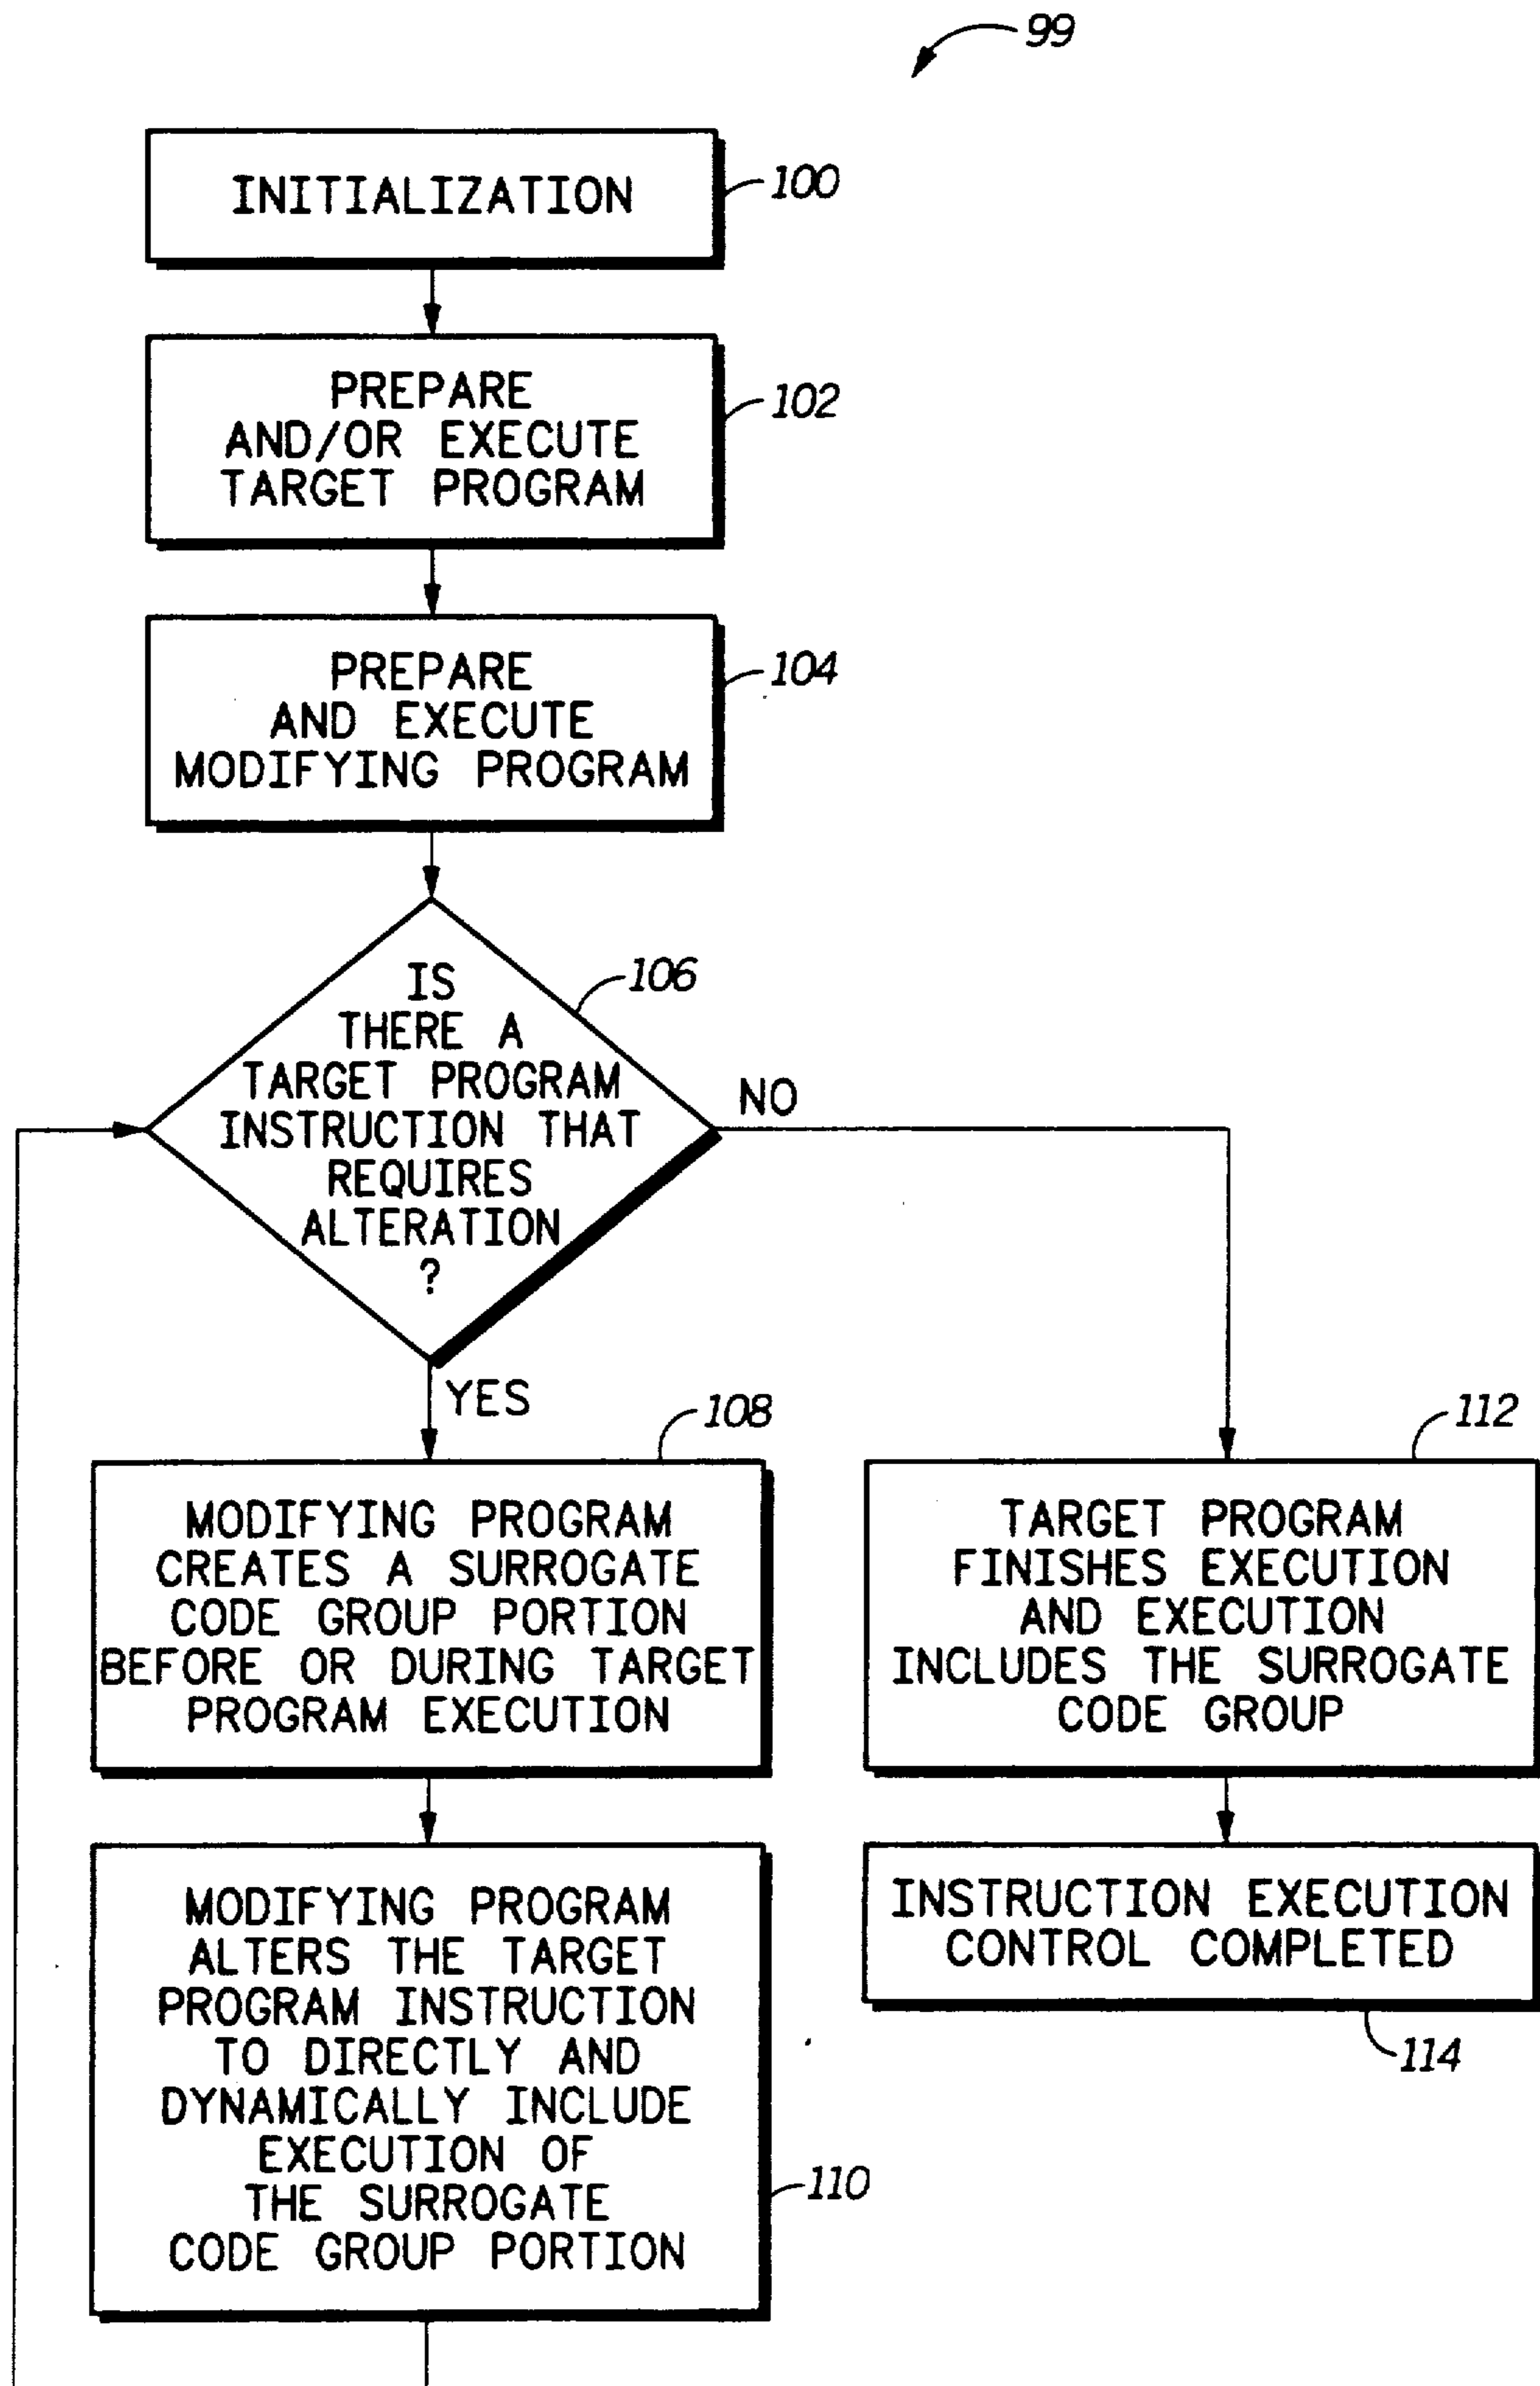 99
INITIALIZATION
100
PREPARE
AND/OR EXECUTE
TARGET PROGRAM
102
PREPARE
AND EXECUTE
MODIFYING PROGRAM
104
IS
THERE A
TARGET PROGRAM
INSTRUCTION THAT
REQUIRES
ALTERATION
?
106
NO
YES
108
MODIFYING PROGRAM
CREATES A SURROGATE
CODE GROUP PORTION
BEFORE OR DURING TARGET
PROGRAM EXECUTION
112
TARGET PROGRAM
FINISHES EXECUTION
AND EXECUTION
INCLUDES THE SURROGATE
CODE GROUP
MODIFYING PROGRAM
ALTERS THE TARGET
PROGRAM INSTRUCTION
TO DIRECTLY AND
DYNAMICALLY INCLUDE
EXECUTION OF
THE SURROGATE
CODE GROUP PORTION
110
INSTRUCTION EXECUTION
CONTROL COMPLETED
114